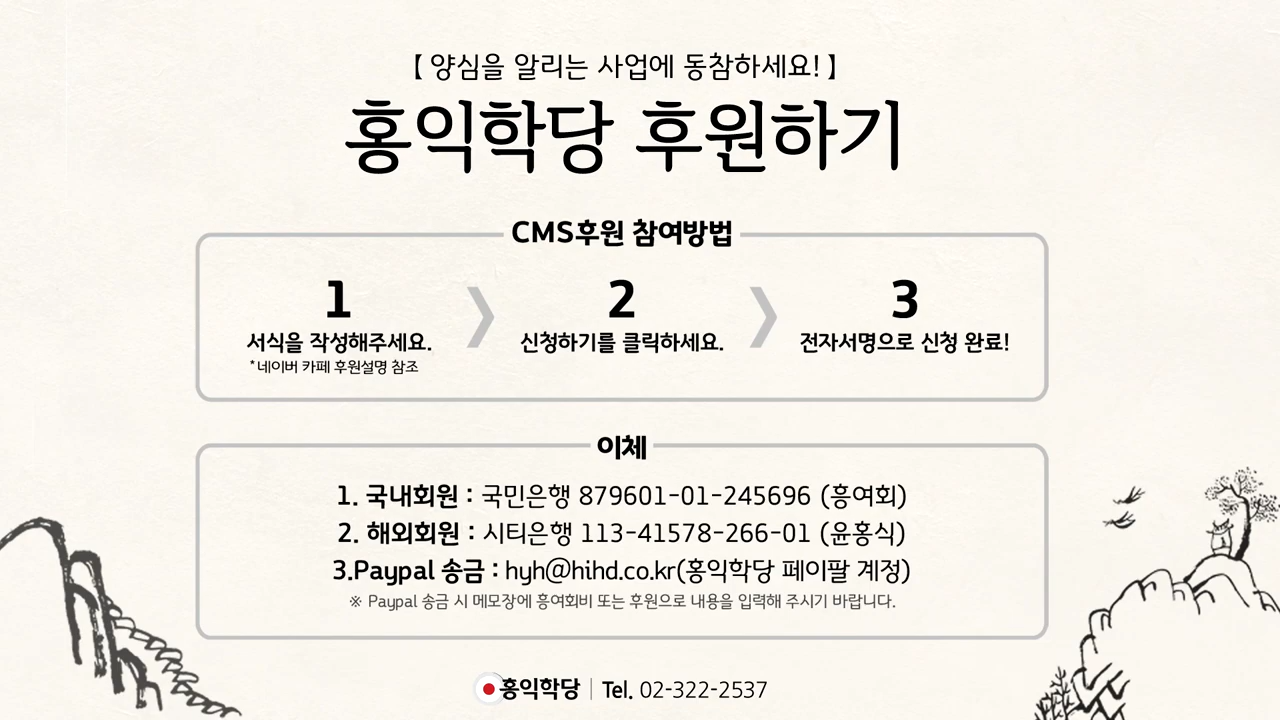 【 양심을 알리는 사업에 동참하세요! 】
홍익학당 후원하기
CMS후원 참여방법
1
서식을 작성해주세요.
*네이버 카페 후원설명 참조
2
신청하기를 클릭하세요.
3
전자서명으로 신청 완료!
이체
1. 국내회원 : 국민은행 879601-01-245696 (흥여회)
2. 해외회원 : 시티은행 113-41578-266-01 (윤홍식)
3.Paypal 송금 : hyh@hihd.co.kr(홍익학당 페이팔 계정)
※ Paypal 송금 시 메모장에 흥여회비 또는 후원으로 내용을 입력해 주시기 바랍니다.
홍익학당 | Tel. 02-322-2537